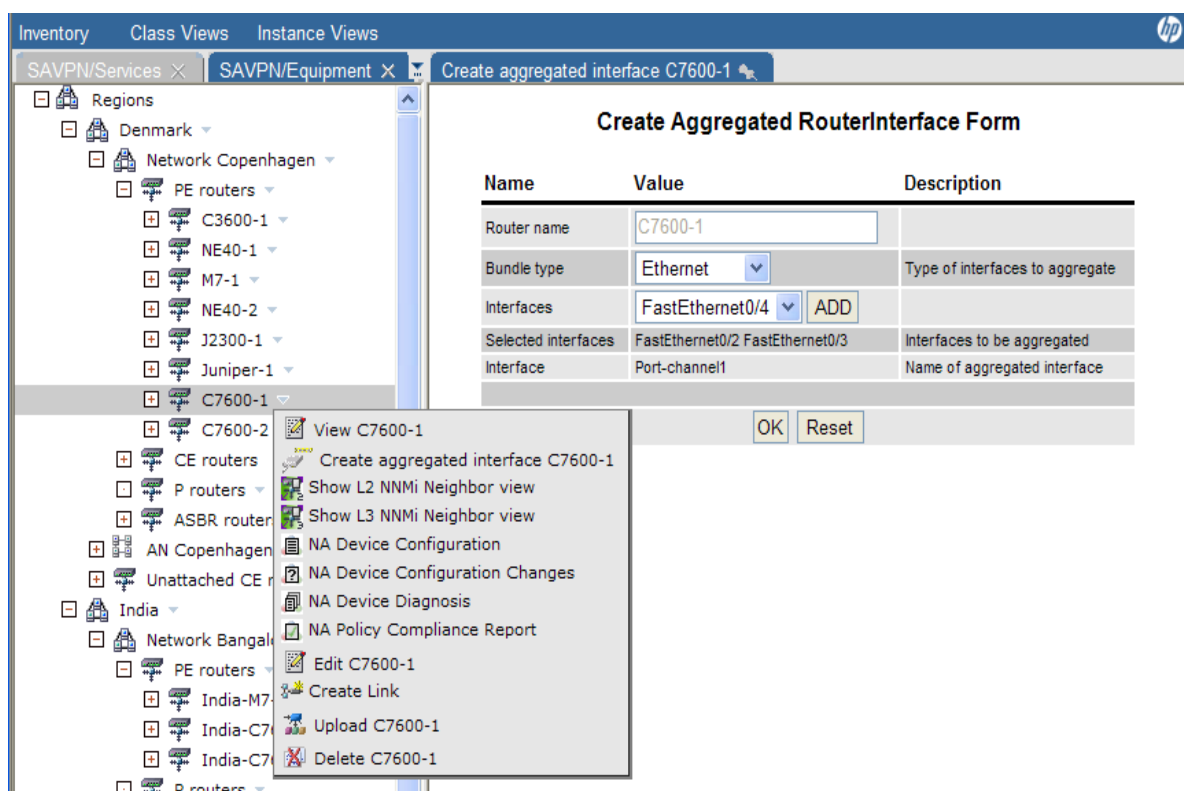 Inventory Class Views Instance Views
hp
SAVPN/Services SAVPN/Equipment Create aggregated interface C7600-1
Regions
Denmark
Network Copenhagen
PE routers
C3600-1
NE40-1
M7-1
NE40-2
J2300-1
Juniper-1
C7600-1
C7600-2
CE routers
P routers
ASBR router
AN Copenhagen
Unattached CE r
India
Network Bangal
PE routers
India-M7-
India-C7
India-C7
P routers
View C7600-1
Create aggregated interface C7600-1
Show L2 NNMi Neighbor view
Show L3 NNMi Neighbor view
NA Device Configuration
NA Device Configuration Changes
NA Device Diagnosis
NA Policy Compliance Report
Edit C7600-1
Create Link
Upload C7600-1
Delete C7600-1
Create Aggregated RouterInterface Form
Name Value Description
Router name C7600-1
Bundle type Ethernet Type of interfaces to aggregate
Interfaces FastEthernet0/4 ADD
Selected interfaces FastEthernet0/2 FastEthernet0/3 Interfaces to be aggregated
Interface Port-channel1 Name of aggregated interface
OK Reset